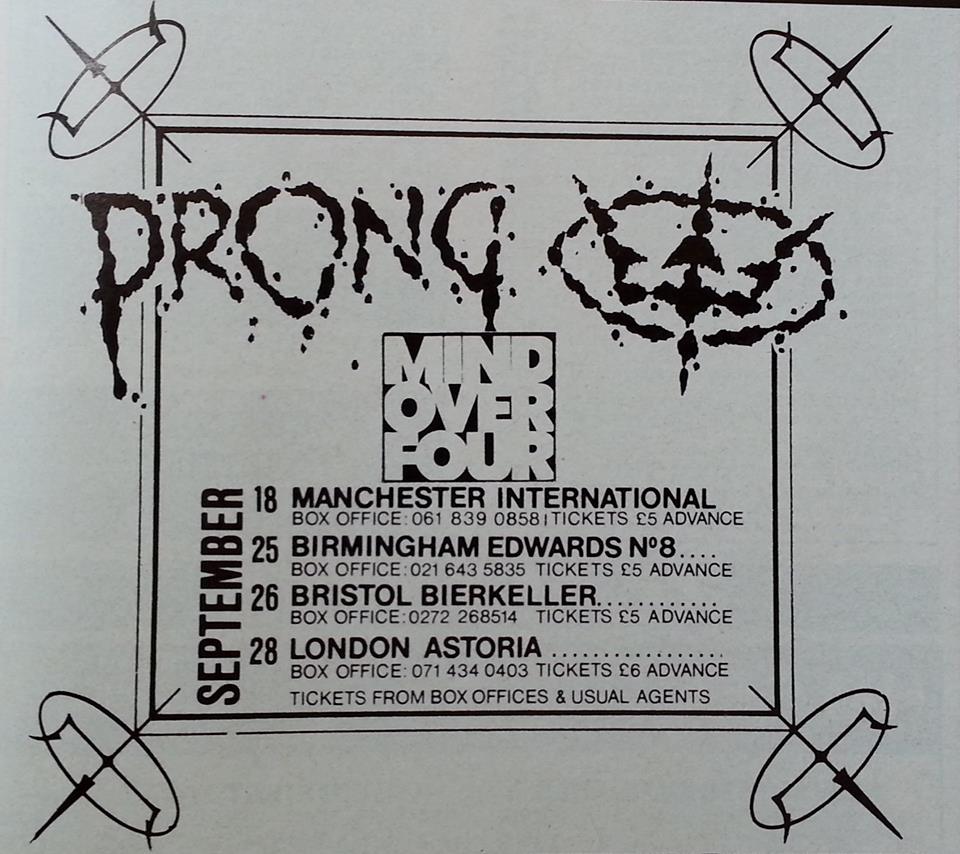 PRONG
MIND
OVER
FOUR
SEPTEMBER
18 MANCHESTER INTERNATIONAL
BOX OFFICE: 061 839 0858 TICKETS £5 ADVANCE
25 BIRMINGHAM EDWARDS Nº8....
BOX OFFICE: 021 643 5835 TICKETS £5 ADVANCE
26 BRISTOL BIERKELLER............
BOX OFFICE: 0272 268514 TICKETS £5 ADVANCE
28 LONDON ASTORIA .................
BOX OFFICE: 071 434 0403 TICKETS £6 ADVANCE
TICKETS FROM BOX OFFICES & USUAL AGENTS